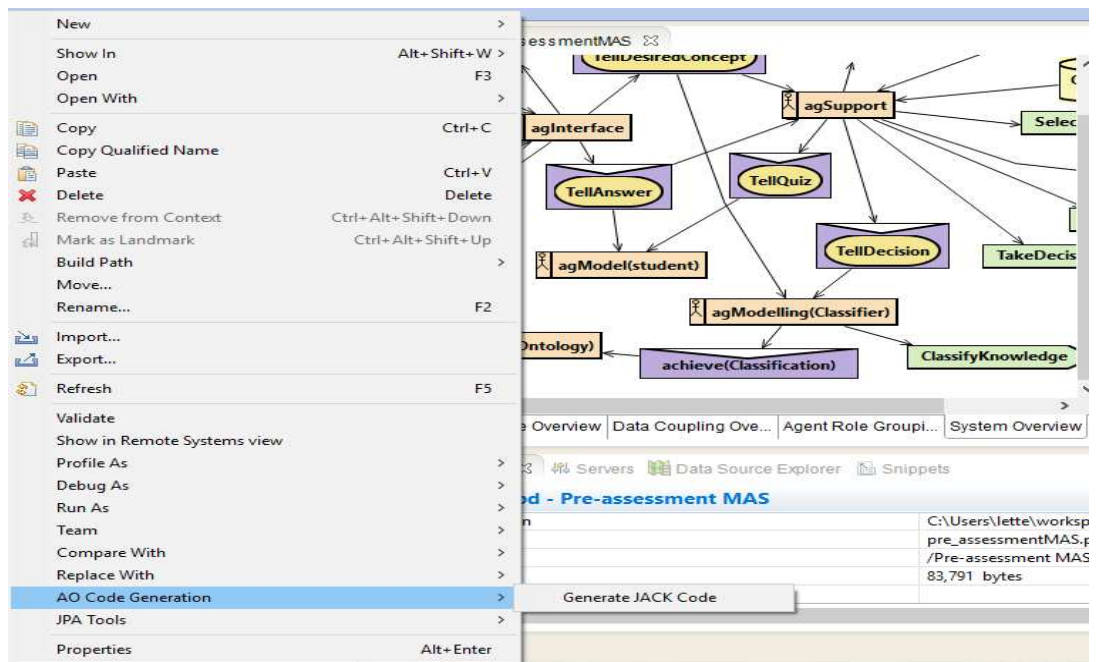 New >
Show In Alt+Shift+W >
Open F3
Open With >
Copy Ctrl+C
Copy Qualified Name
Paste Ctrl+V
Delete Delete
Remove from Context Ctrl+Alt+Shift+Down
Mark as Landmark Ctrl+Alt+Shift+Up
Build Path >
Move...
Rename... F2
Import...
Export...
Refresh F5
Validate
Show in Remote Systems view
Profile As >
Debug As >
Run As >
Team >
Compare With >
Replace With >
AO Code Generation >
JPA Tools >
Properties Alt+Enter
Generate JACK Code
essmentMAS
TellDesiredConcept
agSupport
agInterface
Selec
TellAnswer
TellQuiz
TellDecision
TakeDecis
agModel(student)
agModelling(Classifier)
Ontology)
achieve(Classification)
ClassifyKnowledge
Overview Data Coupling Ove... Agent Role Groupi... System Overview
Servers Data Source Explorer Snippets
od - Pre-assessment MAS
n C:\Users\lette\worksp
pre_assessmentMAS.p
/Pre-assessment MAS
83,791 bytes